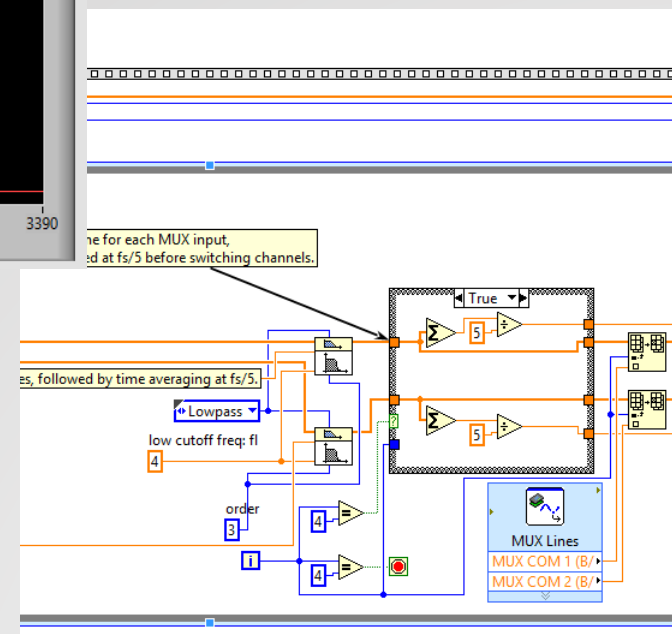 3390
ne for each MUX input,
ed at fs/5 before switching channels.
True
5
es, followed by time averaging at fs/5.
Lowpass
low cutoff freq: fl
4
5
order
3
4
i
4
MUX Lines
MUX COM 1 (B/
MUX COM 2 (B/